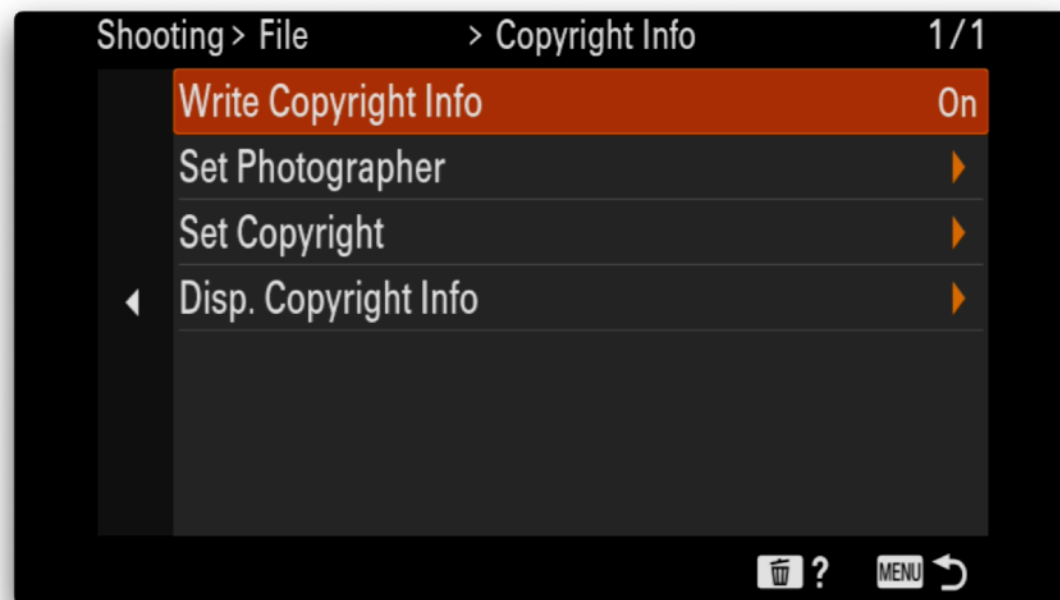 Shooting > File > Copyright Info 1/1
Write Copyright Info On
Set Photographer
Set Copyright
Disp. Copyright Info
? MENU